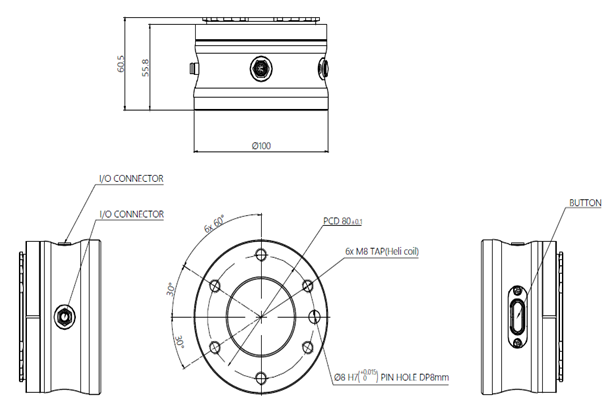 60.5
55.8
Ø100
I/O CONNECTOR
I/O CONNECTOR
6x 60°
PCD 80±0.1
BUTTON
6x M8 TAP(Heli coil)
30°
30°
Ø8 H7(+0.015 0) PIN HOLE DP8mm